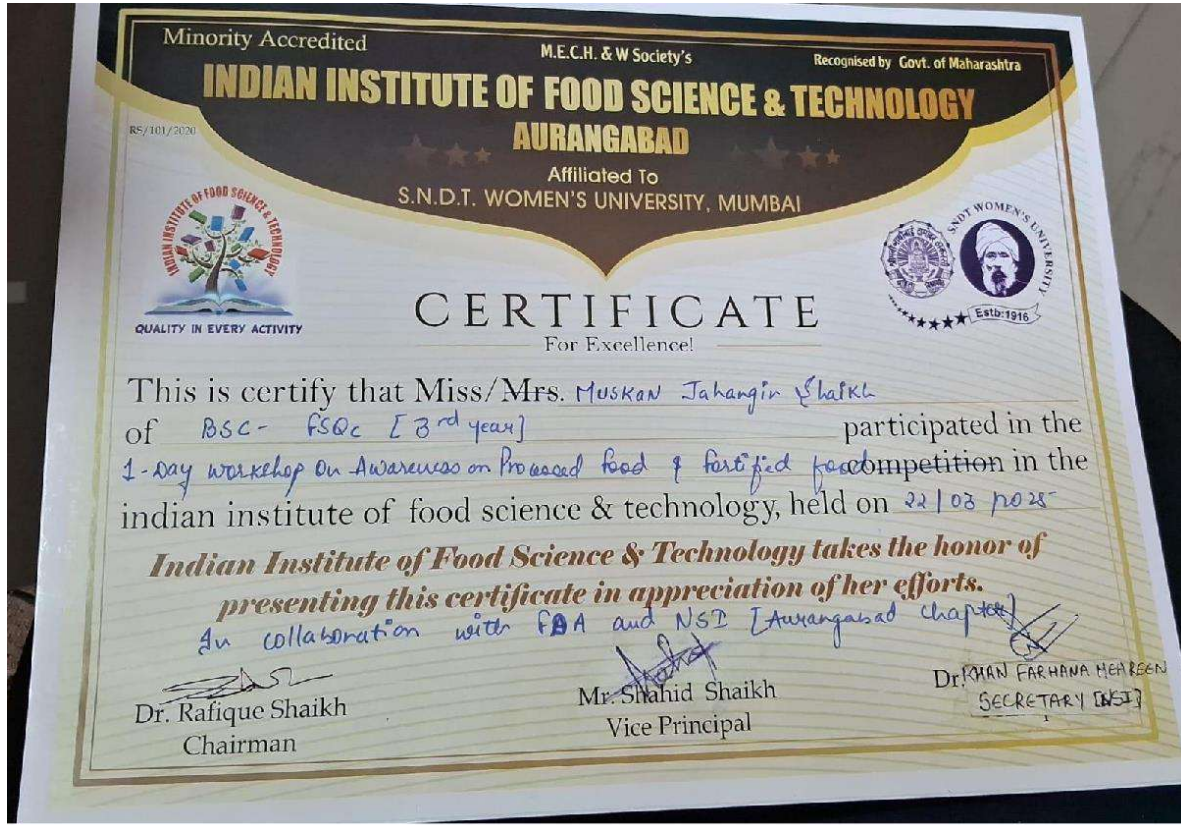 Minority Accredited
M.E.C.H. & W Society's
Recognised by Govt. of Maharashtra
INDIAN INSTITUTE OF FOOD SCIENCE & TECHNOLOGY
AURANGABAD
RS/101/2020
Affiliated To
S.N.D.T. WOMEN'S UNIVERSITY, MUMBAI
INDIAN INSTITUTE OF FOOD SCIENCE & TECHNOLOGY
QUALITY IN EVERY ACTIVITY
SNDT WOMEN'S UNIVERSITY
Estb:1916
CERTIFICATE
For Excellence!
This is certify that Miss/Mrs. Muskan Jahangir Shaikh
of BSC- FSQC [3rd year] participated in the
1-Day workshop On Awareness on Processed food & fortified food competition in the
indian institute of food science & technology, held on 22/03/2025
Indian Institute of Food Science & Technology takes the honor of
presenting this certificate in appreciation of her efforts.
In collaboration with FDA and NSI [Aurangabad chapter]
Dr. Rafique Shaikh
Chairman
Mr. Shahid Shaikh
Vice Principal
Dr. KHAN FARHANA MEHREEN
SECRETARY [NSI]